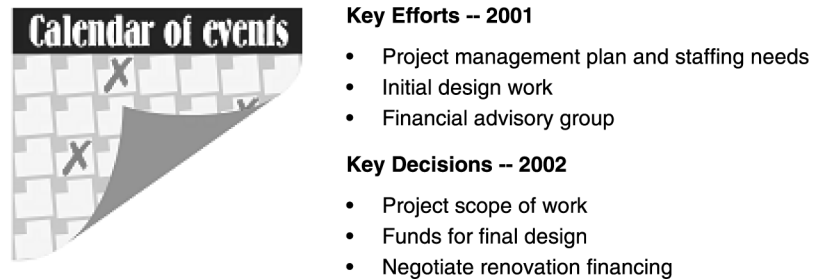 Calendar of events
Key Efforts -- 2001
• Project management plan and staffing needs
• Initial design work
• Financial advisory group
Key Decisions -- 2002
• Project scope of work
• Funds for final design
• Negotiate renovation financing